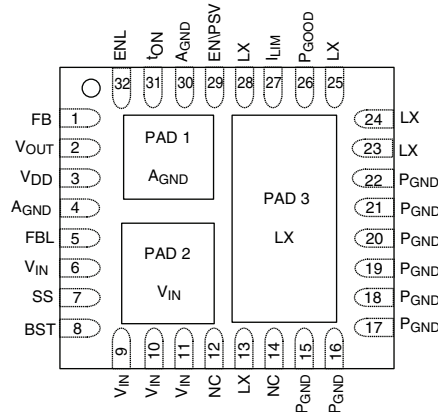 ENL
tON
AGND
EN\PSV
LX
ILIM
PGOOD
LX
32
31
30
29
28
27
26
25
FB 1
VOUT 2
VDD 3
AGND 4
FBL 5
VIN 6
SS 7
BST 8
PAD 1
AGND
PAD 2
VIN
PAD 3
LX
24 LX
23 LX
22 PGND
21 PGND
20 PGND
19 PGND
18 PGND
17 PGND
9
10
11
12
13
14
15
16
VIN
VIN
VIN
NC
LX
NC
PGND
PGND